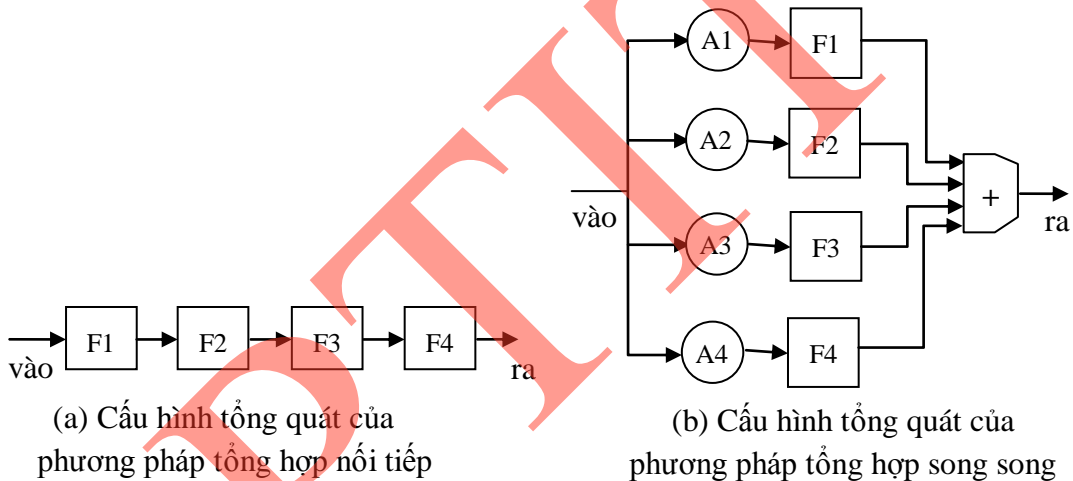 F1 F2 F3 F4
vào
ra
(a) Cấu hình tổng quát của
phương pháp tổng hợp nối tiếp
A1 F1
A2 F2
vào
+
ra
A3 F3
A4 F4
(b) Cấu hình tổng quát của
phương pháp tổng hợp song song
PTIT